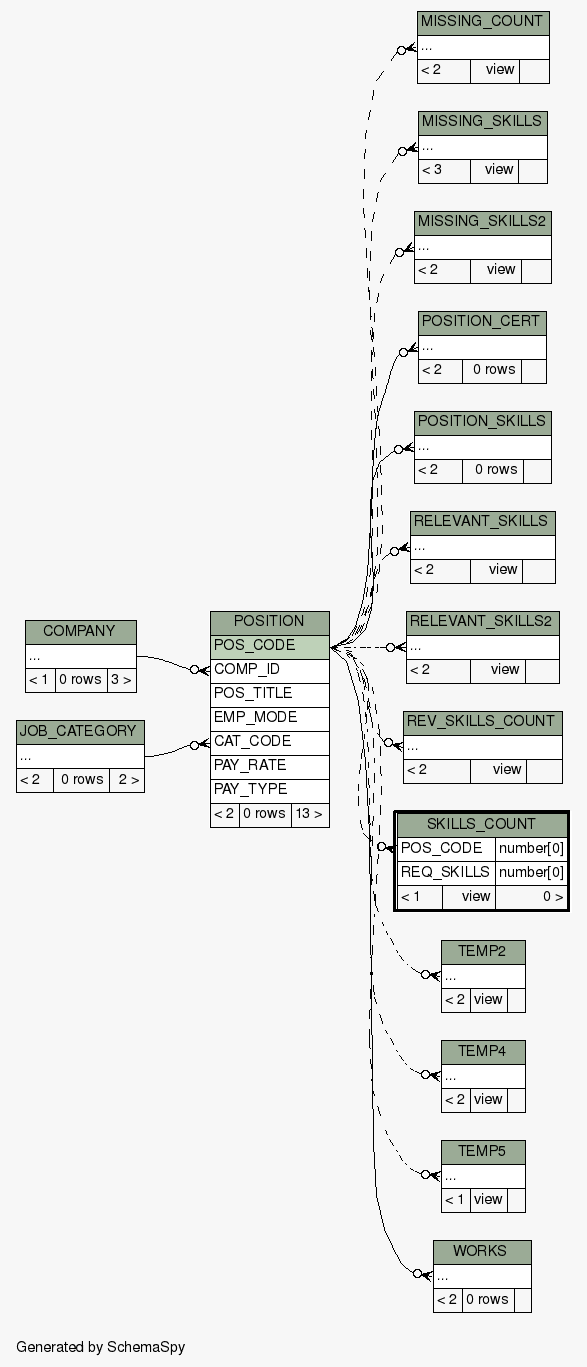 MISSING_COUNT
...
< 2 view
MISSING_SKILLS
...
< 3 view
MISSING_SKILLS2
...
< 2 view
POSITION_CERT
...
< 2 0 rows
POSITION_SKILLS
...
< 2 0 rows
RELEVANT_SKILLS
...
< 2 view
COMPANY
...
< 1 0 rows 3 >
JOB_CATEGORY
...
< 2 0 rows 2 >
POSITION
POS_CODE
COMP_ID
POS_TITLE
EMP_MODE
CAT_CODE
PAY_RATE
PAY_TYPE
< 2 0 rows 13 >
RELEVANT_SKILLS2
...
< 2 view
REV_SKILLS_COUNT
...
< 2 view
SKILLS_COUNT
POS_CODE number[0]
REQ_SKILLS number[0]
< 1 view 0 >
TEMP2
...
< 2 view
TEMP4
...
< 2 view
TEMP5
...
< 1 view
WORKS
...
< 2 0 rows
Generated by SchemaSpy